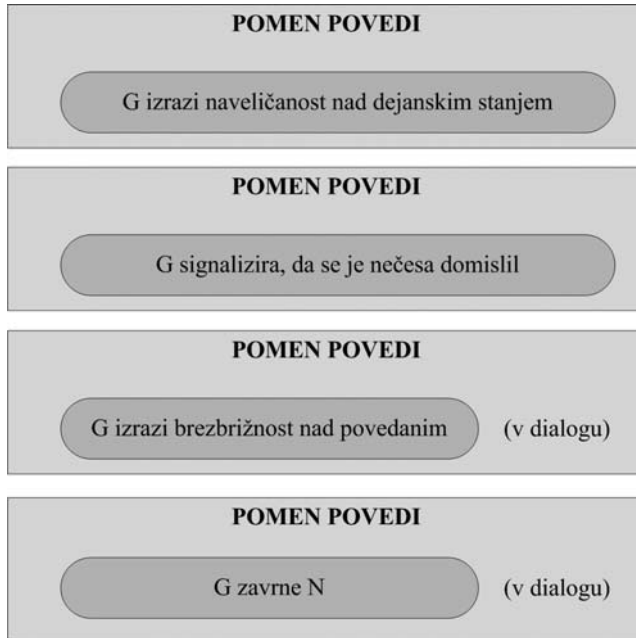 POMEN POVEDI
G izrazi naveličanost nad dejanskim stanjem
POMEN POVEDI
G signalizira, da se je nečesa domislil
POMEN POVEDI
G izrazi brezbrižnost nad povedanim (v dialogu)
POMEN POVEDI
G zavrne N (v dialogu)